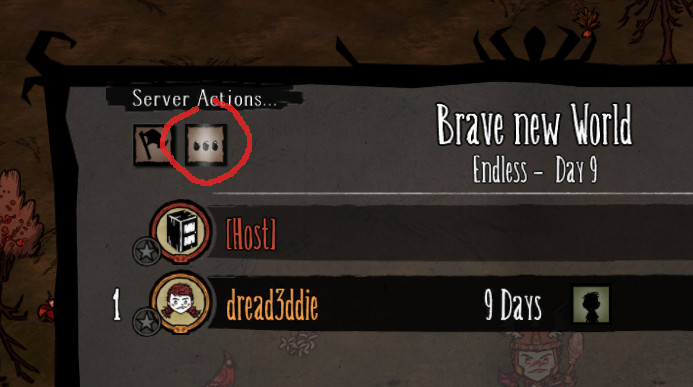 Server Actions...
Brave new World
Endless - Day 9
[Host]
1 dread3ddie 9 Days